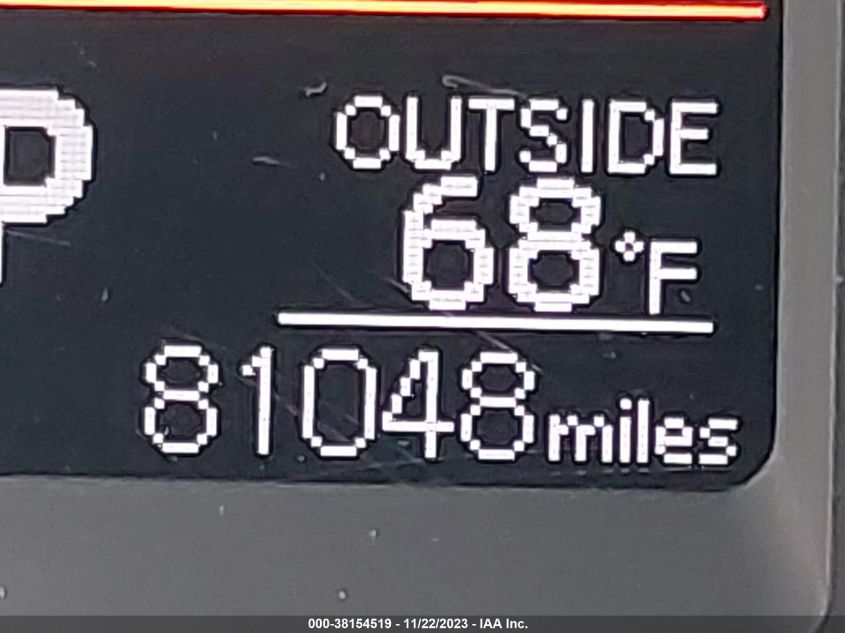 P
OUTSIDE
68°F
81048 miles
000-38154519 - 11/22/2023 - IAA Inc.